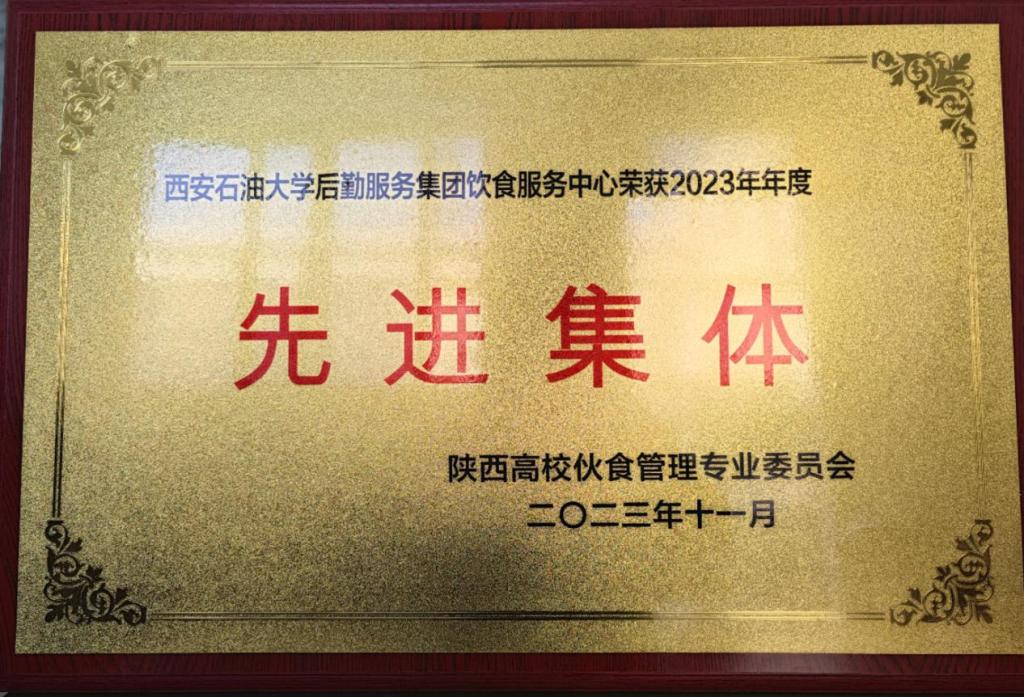 西安石油大学后勤服务集团饮食服务中心荣获2023年年度
先进集体
陕西高校伙食管理专业委员会
二〇二三年十一月